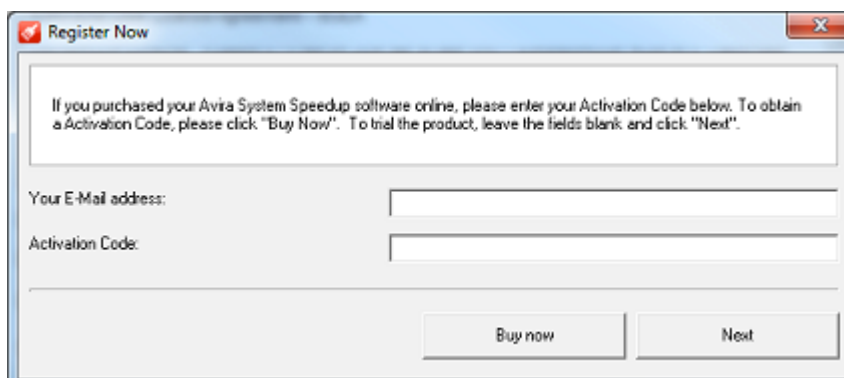 Register Now
If you purchased your Avira System Speedup software online, please enter your Activation Code below. To obtain
a Activation Code, please click "Buy Now". To trial the product, leave the fields blank and click "Next".
Your E-Mail address:
Activation Code:
Buy now
Next